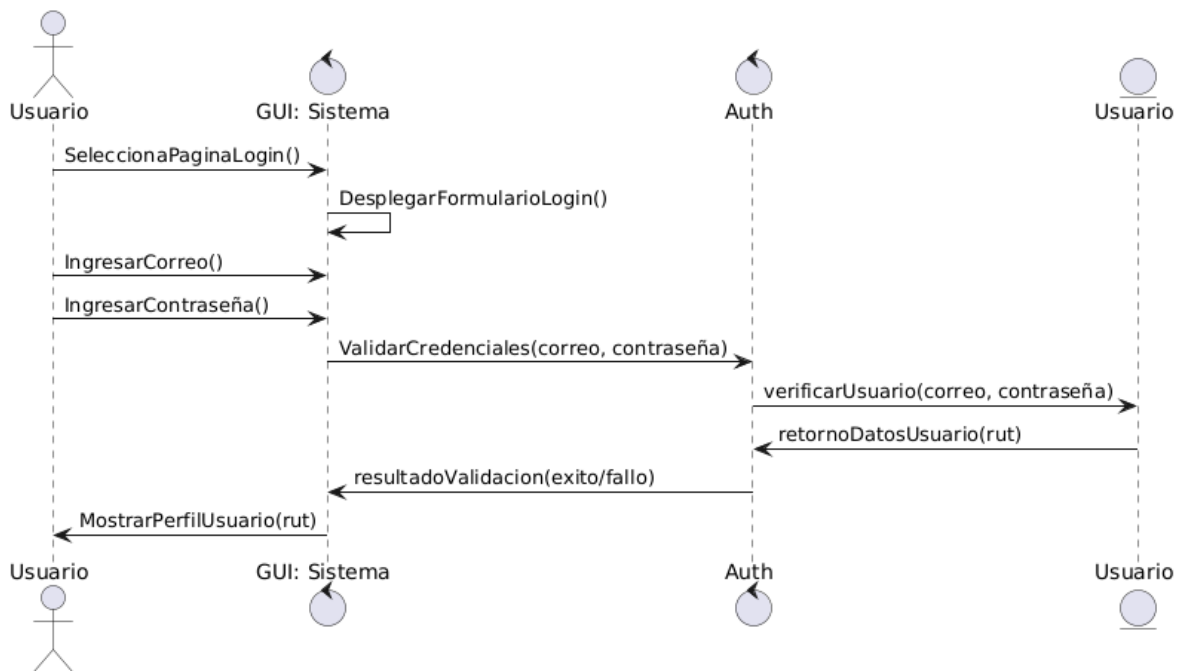 Usuario
GUI: Sistema
Auth
Usuario
SeleccionaPaginaLogin()
DesplegarFormularioLogin()
IngresarCorreo()
IngresarContraseña()
ValidarCredenciales(correo, contraseña)
verificarUsuario(correo, contraseña)
retornoDatosUsuario(rut)
resultadoValidacion(exito/fallo)
MostrarPerfilUsuario(rut)
Usuario
GUI: Sistema
Auth
Usuario